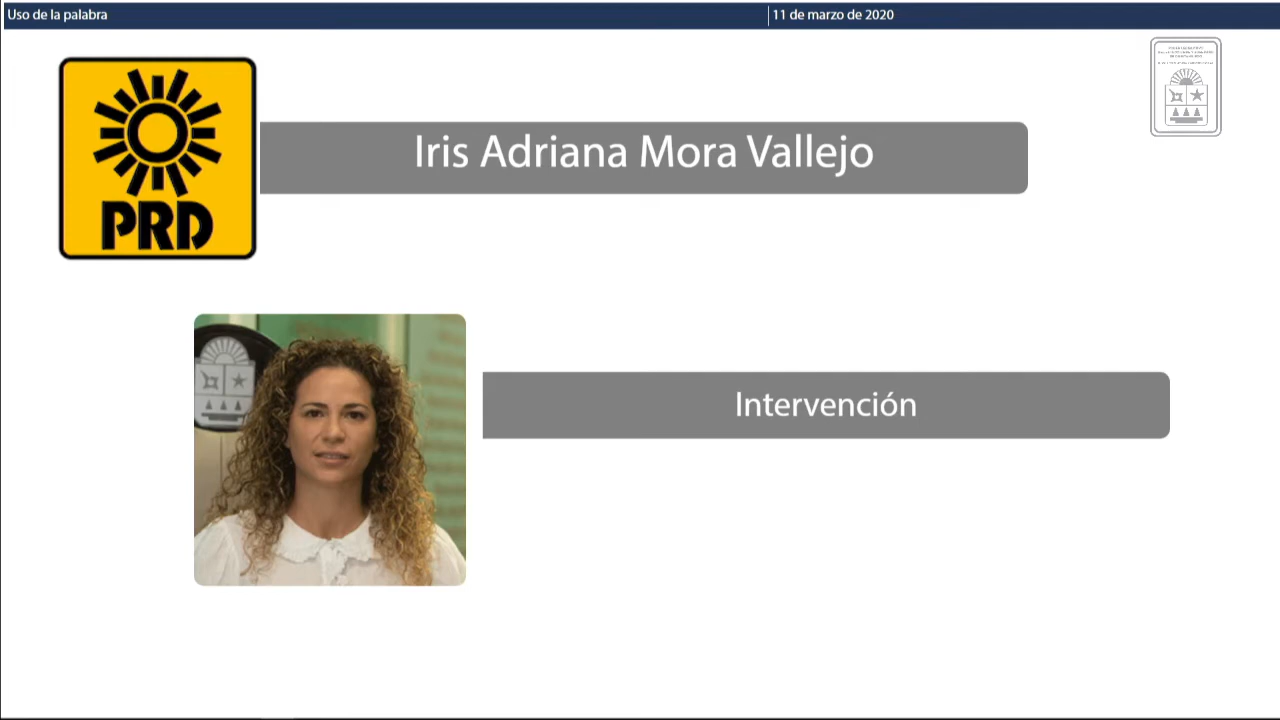 Uso de la palabra
11 de marzo de 2020
PRD
Iris Adriana Mora Vallejo
Intervención